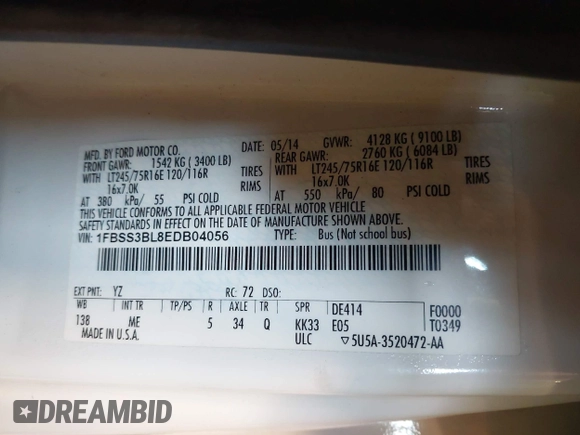 MFD. BY FORD MOTOR CO.
DATE: 05/14 GVWR: 4128 KG ( 9100 LB)
FRONT GAWR: 1542 KG ( 3400 LB)
REAR GAWR: 2760 KG ( 6084 LB)
WITH LT245/75R16E 120/116R TIRES
WITH LT245/75R16E 120/116R TIRES
16x7.0K RIMS
16x7.0K RIMS
AT 380 kPa/ 55 PSI COLD
AT 550 kPa/ 80 PSI COLD
THIS VEHICLE CONFORMS TO ALL APPLICABLE FEDERAL MOTOR VEHICLE
SAFETY STANDARDS IN EFFECT ON THE DATE OF MANUFACTURE SHOWN ABOVE.
VIN: 1FBSS3BL8EDB04056 TYPE: Bus (Not school bus)
EXT PNT: YZ RC: 72 DSO:
WB INT TR TP/PS R AXLE TR SPR DE414 F0000
138 ME 5 34 Q KK33 E05 T0349
MADE IN U.S.A. ULC ▽5U5A-3520472-AA
DREAMBID